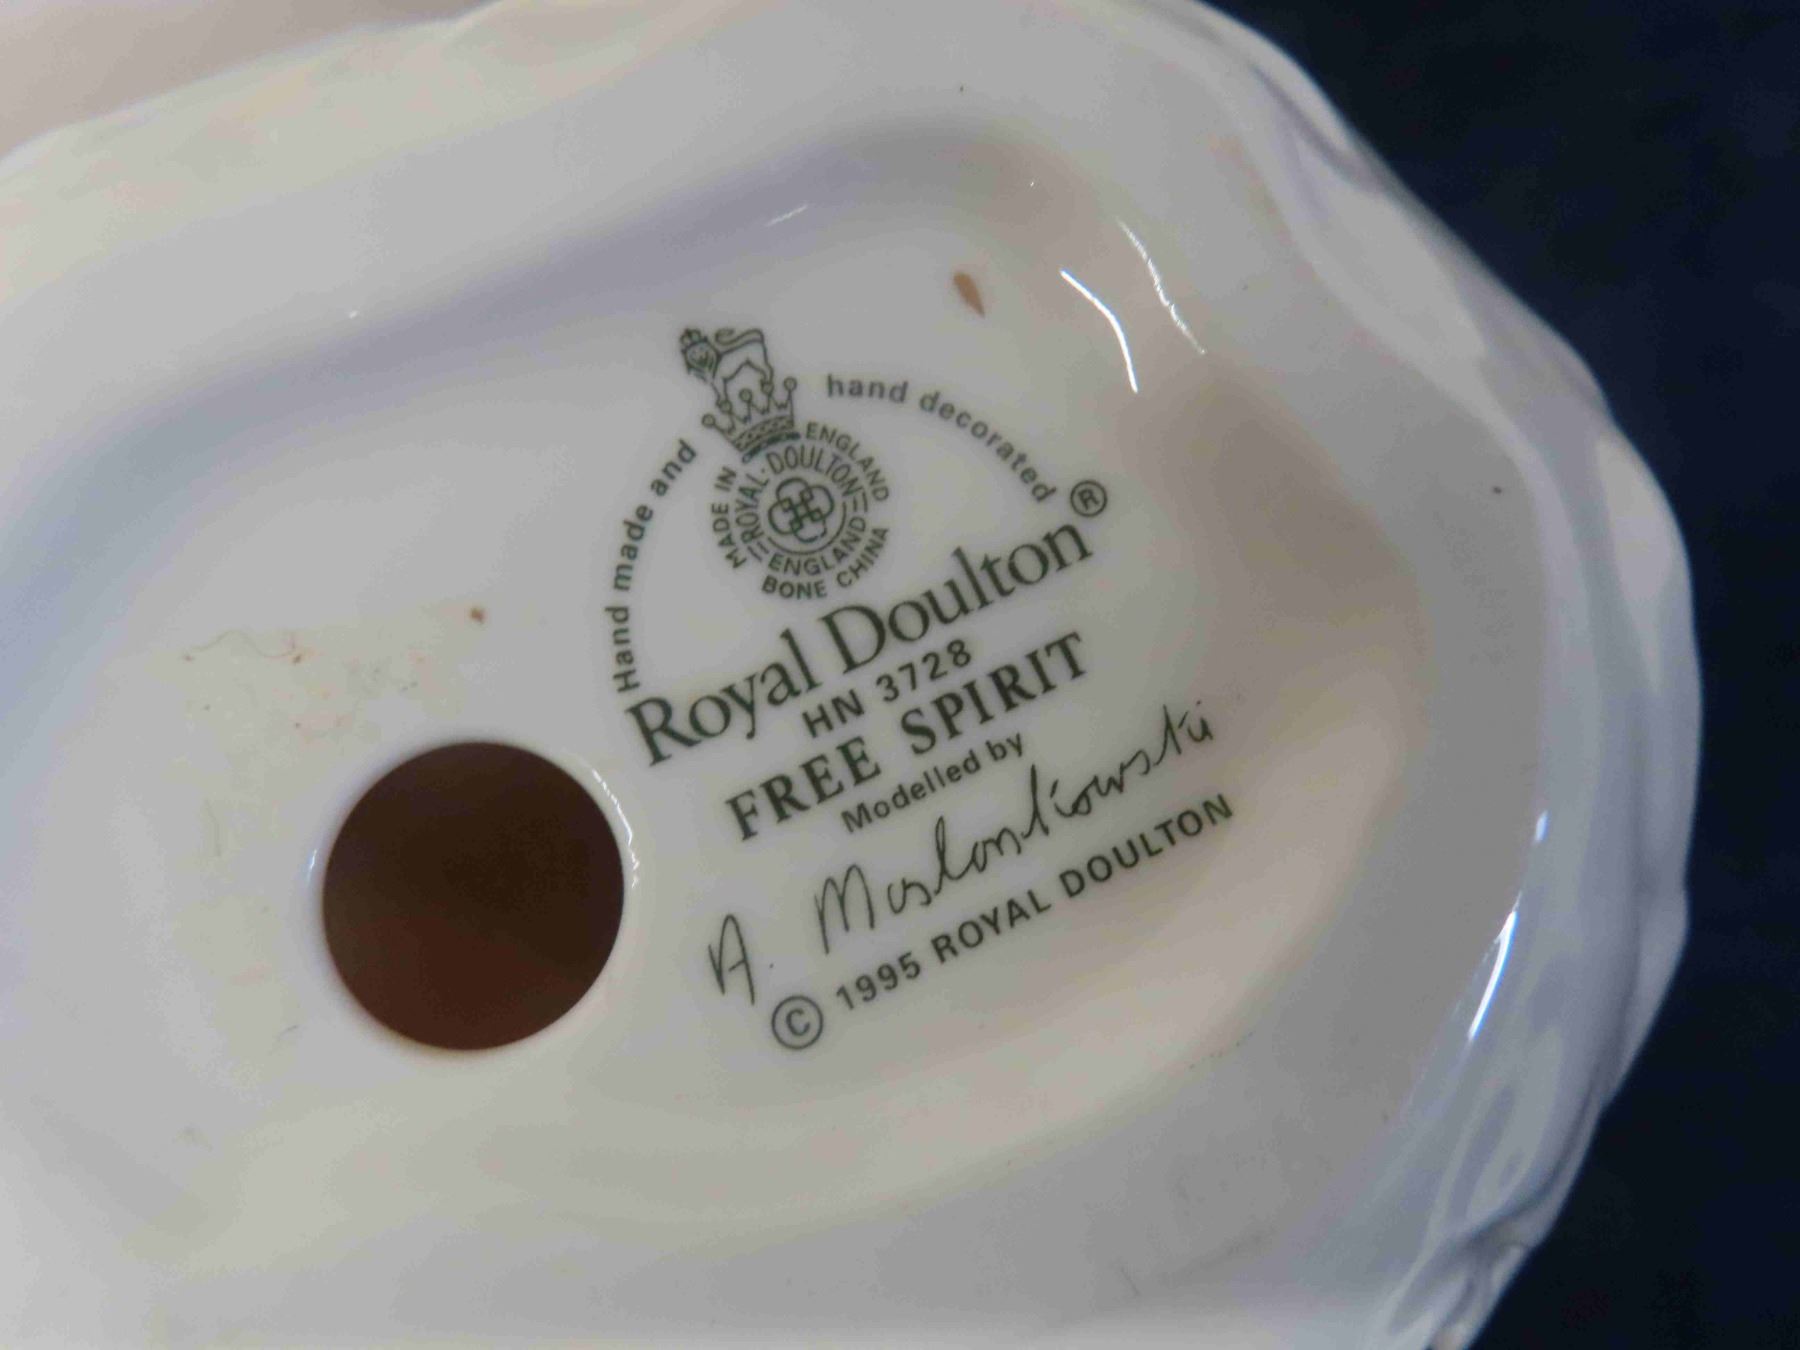 Hand made and hand decorated
MADE IN ENGLAND
ROYAL · DOULTON
ENGLAND
BONE CHINA
Royal Doulton®
HN 3728
FREE SPIRIT
Modelled by
A. Maslankowski
© 1995 ROYAL DOULTON